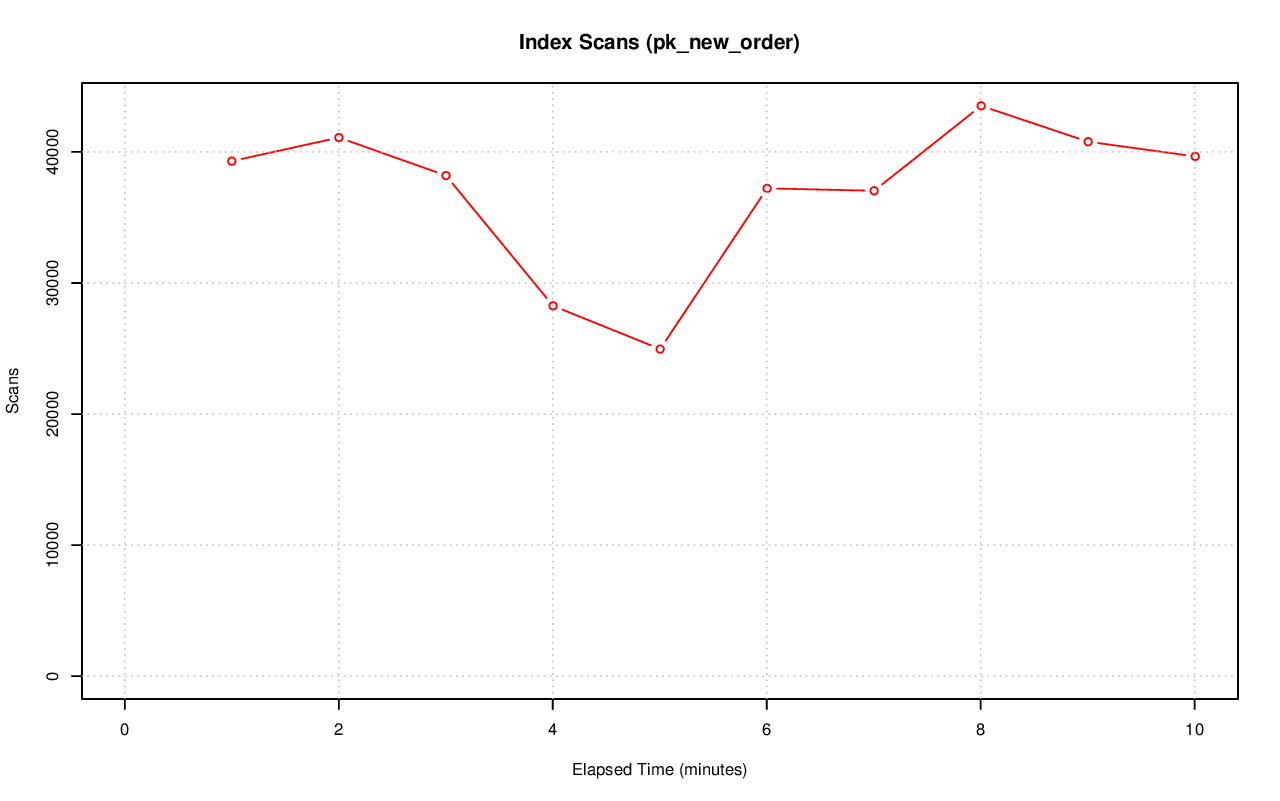 Index Scans (pk_new_order)
40000
30000
20000
10000
0
Scans
0 2 4 6 8 10
Elapsed Time (minutes)